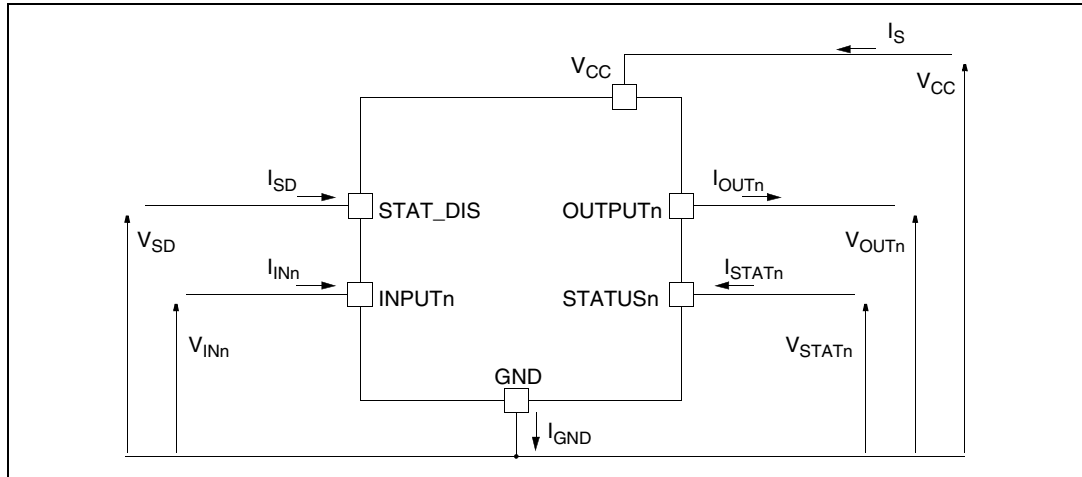 I_S
V_CC
V_CC
I_SD
I_OUTn
STAT_DIS
OUTPUTn
V_SD
V_OUTn
I_INn
I_STATn
INPUTn
STATUSn
V_INn
V_STATn
GND
I_GND